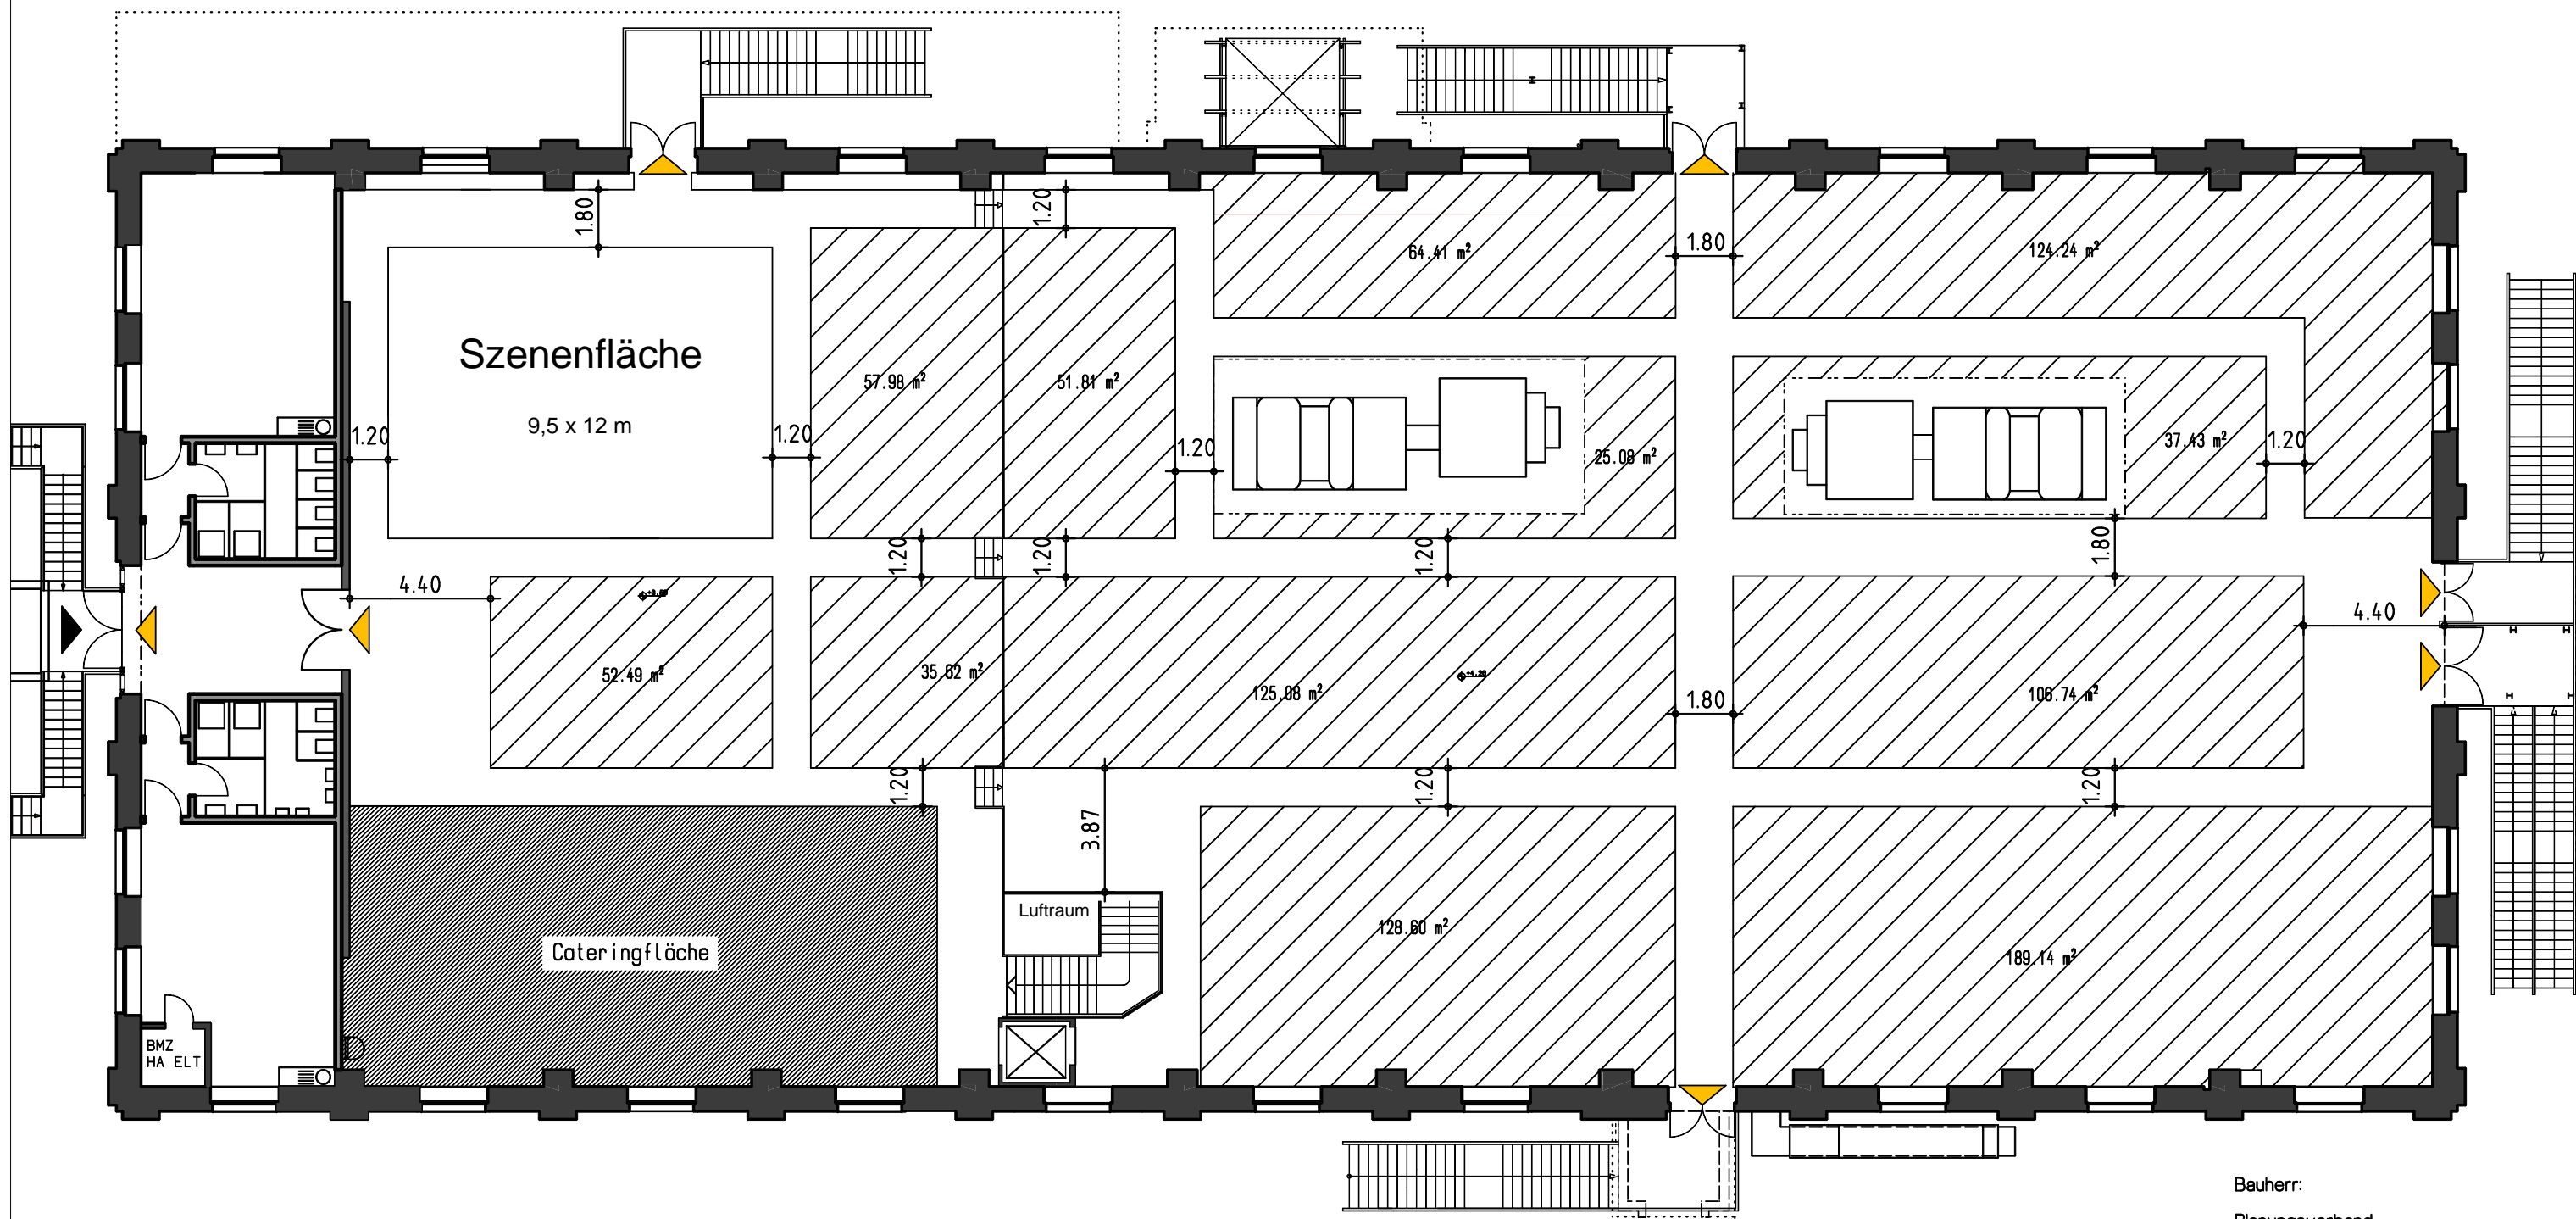 1.80
1.20
64.41 m²
1.80
124.24 m²
Szenenfläche
9,5 x 12 m
57.98 m²
51.81 m²
1.20
1.20
1.20
25.08 m²
37.43 m²
1.20
1.20
1.20
1.20
1.80
4.40
52.49 m²
35.62 m²
125.08 m²
1.80
106.74 m²
4.40
1.20
3.87
1.20
1.20
Luftraum
Cateringfläche
128.60 m²
189.14 m²
BMZ
HA ELT
Bauherr: